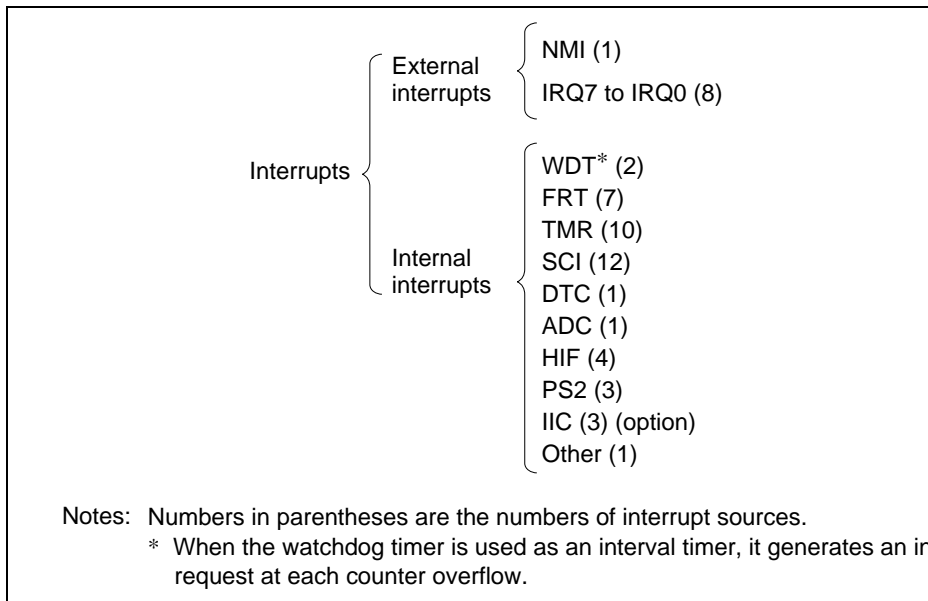 Interrupts
External
interrupts
NMI (1)
IRQ7 to IRQ0 (8)
Internal
interrupts
WDT* (2)
FRT (7)
TMR (10)
SCI (12)
DTC (1)
ADC (1)
HIF (4)
PS2 (3)
IIC (3) (option)
Other (1)
Notes: Numbers in parentheses are the numbers of interrupt sources.
* When the watchdog timer is used as an interval timer, it generates an
request at each counter overflow.